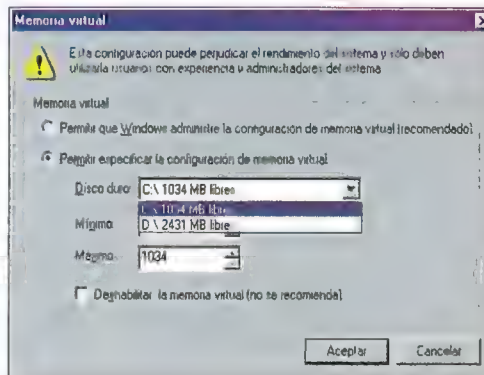 Memoria virtual
Esta configuración puede perjudicar el rendimiento del sistema y sólo deben
utilizarla usuarios con experiencia y administradores del sistema
Memoria virtual
Permitir que Windows administre la configuración de memoria virtual (recomendado)
Permitir especificar la configuración de memoria virtual
Disco duro: C:\ 1034 MB libres
C:\ 1034 MB libre
D:\ 2431 MB libre
Mínimo:
Máximo: 1034
Deshabilitar la memoria virtual (no se recomienda)
Aceptar Cancelar